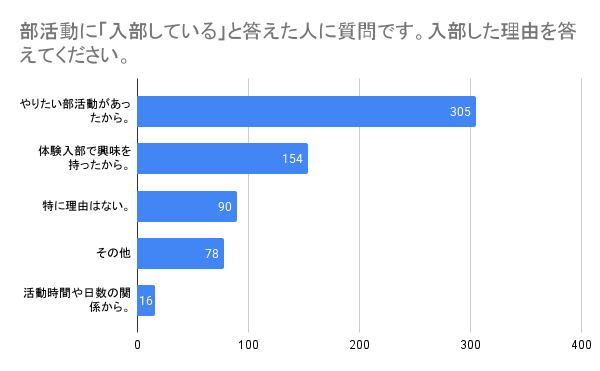 部活動に「入部している」と答えた人に質問です。入部した理由を答
えてください。
やりたい部活動があっ
たから。
305
体験入部で興味を
持ったから。
154
特に理由はない。
90
その他
78
活動時間や日数の関
係から。
16
0
100
200
300
400